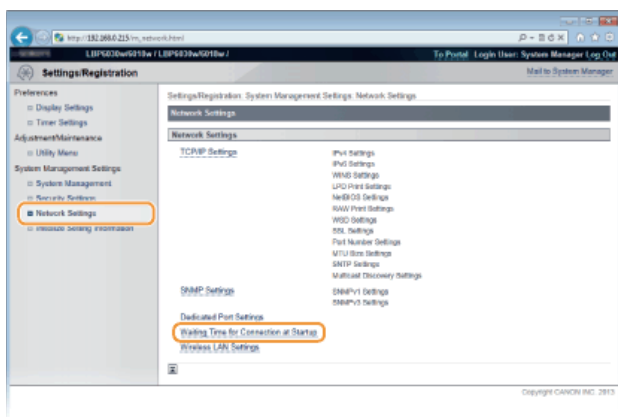 http://192.168.0.215/m_network.html
LBP6030w/6018w / LBP6030w/6018w /
To Portal Login User: System Manager Log Out
Settings/Registration
Mail to System Manager
Preferences
Display Settings
Timer Settings
Adjustment/Maintenance
Utility Menu
System Management Settings
System Management
Security Settings
Network Settings
Initialize Setting Information
Settings/Registration: System Management Settings: Network Settings
Network Settings
Network Settings
TCP/IP Settings
IPv4 Settings
IPv6 Settings
WINS Settings
LPD Print Settings
NetBIOS Settings
RAW Print Settings
WSD Settings
SSL Settings
Port Number Settings
MTU Size Settings
SNTP Settings
Multicast Discovery Settings
SNMP Settings
SNMPv1 Settings
SNMPv3 Settings
Dedicated Port Settings
Waiting Time for Connection at Startup
Wireless LAN Settings
Copyright CANON INC. 2013